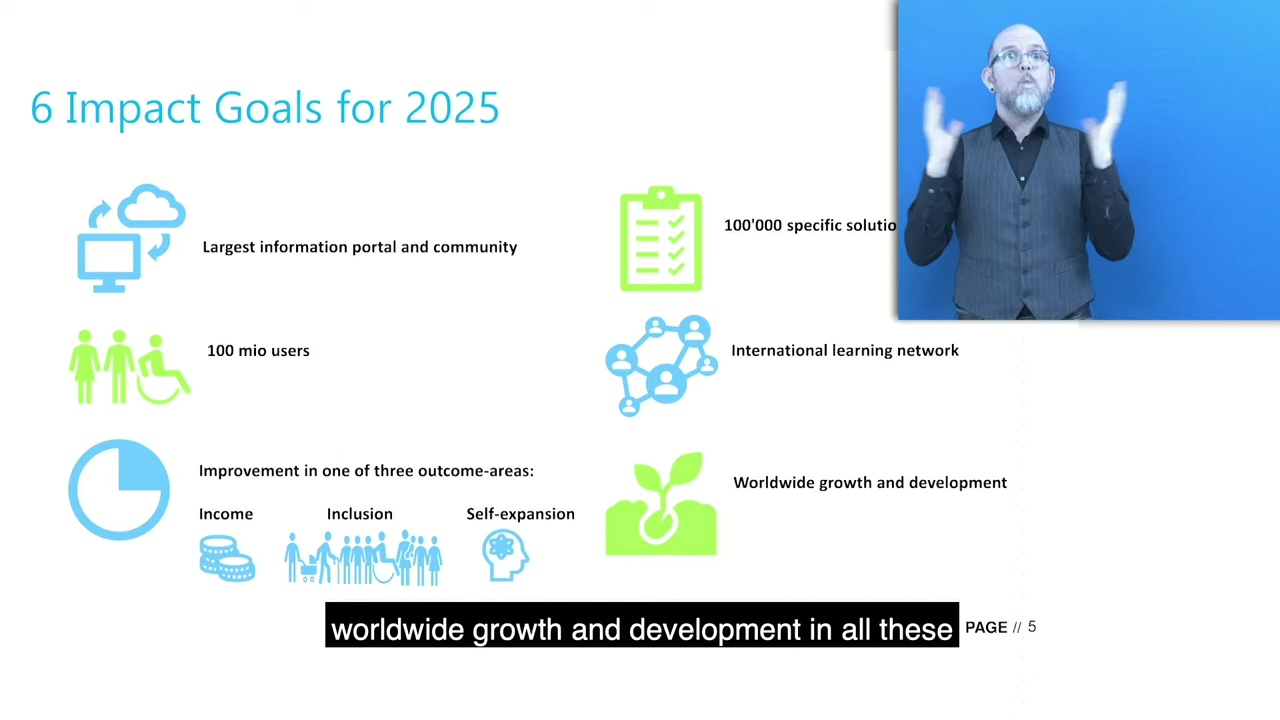 6 Impact Goals for 2025
Largest information portal and community
100 mio users
Improvement in one of three outcome-areas:
Income Inclusion Self-expansion
100'000 specific
International learning network
Worldwide growth and development
worldwide growth and development in all these
PAGE // 5